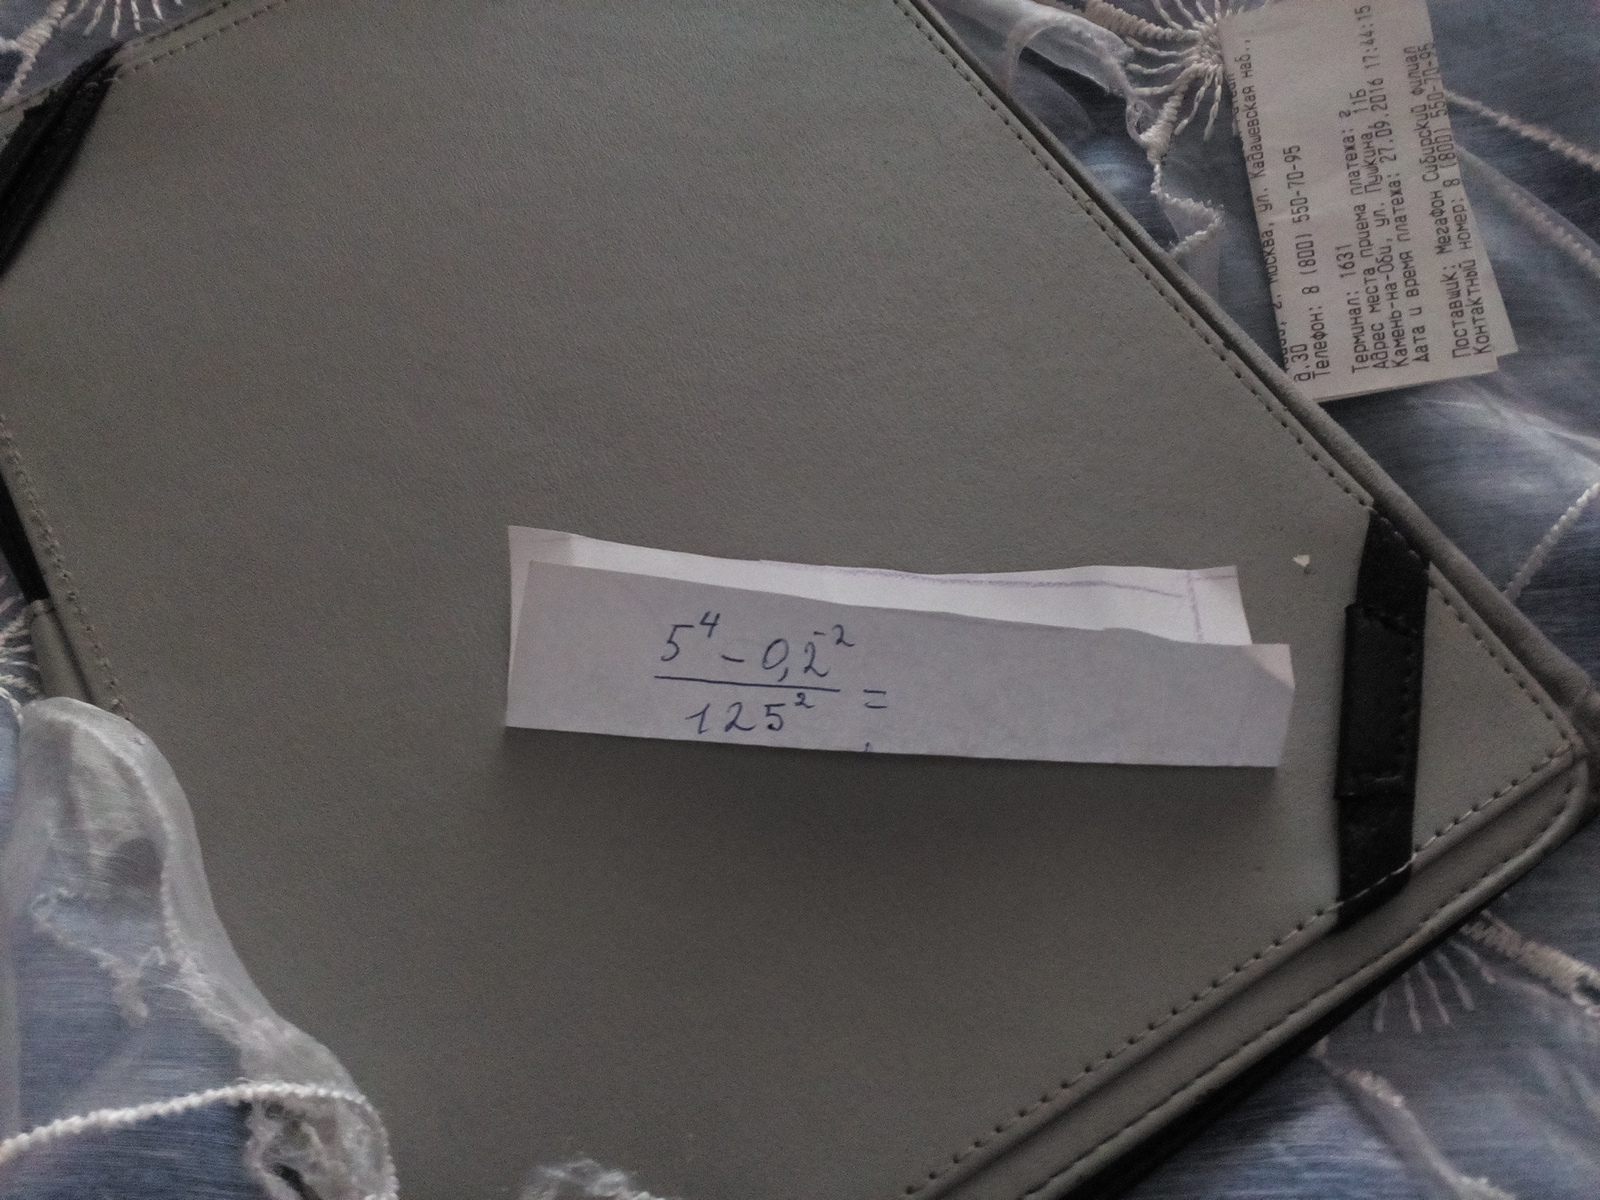 5⁴ - 0,2⁻²
125² =
д.30
Телефон: 8 (800) 550-70-95
Терминал: 1631
Адрес места приема платежа: г
Камень-на-Оби, ул. Пушкина, 11Б
Дата и время платежа: 27.09.2016 17:44:15
Поставщик: Мегафон Сибирский филиал
Контактный номер: 8 (800) 550-70-95